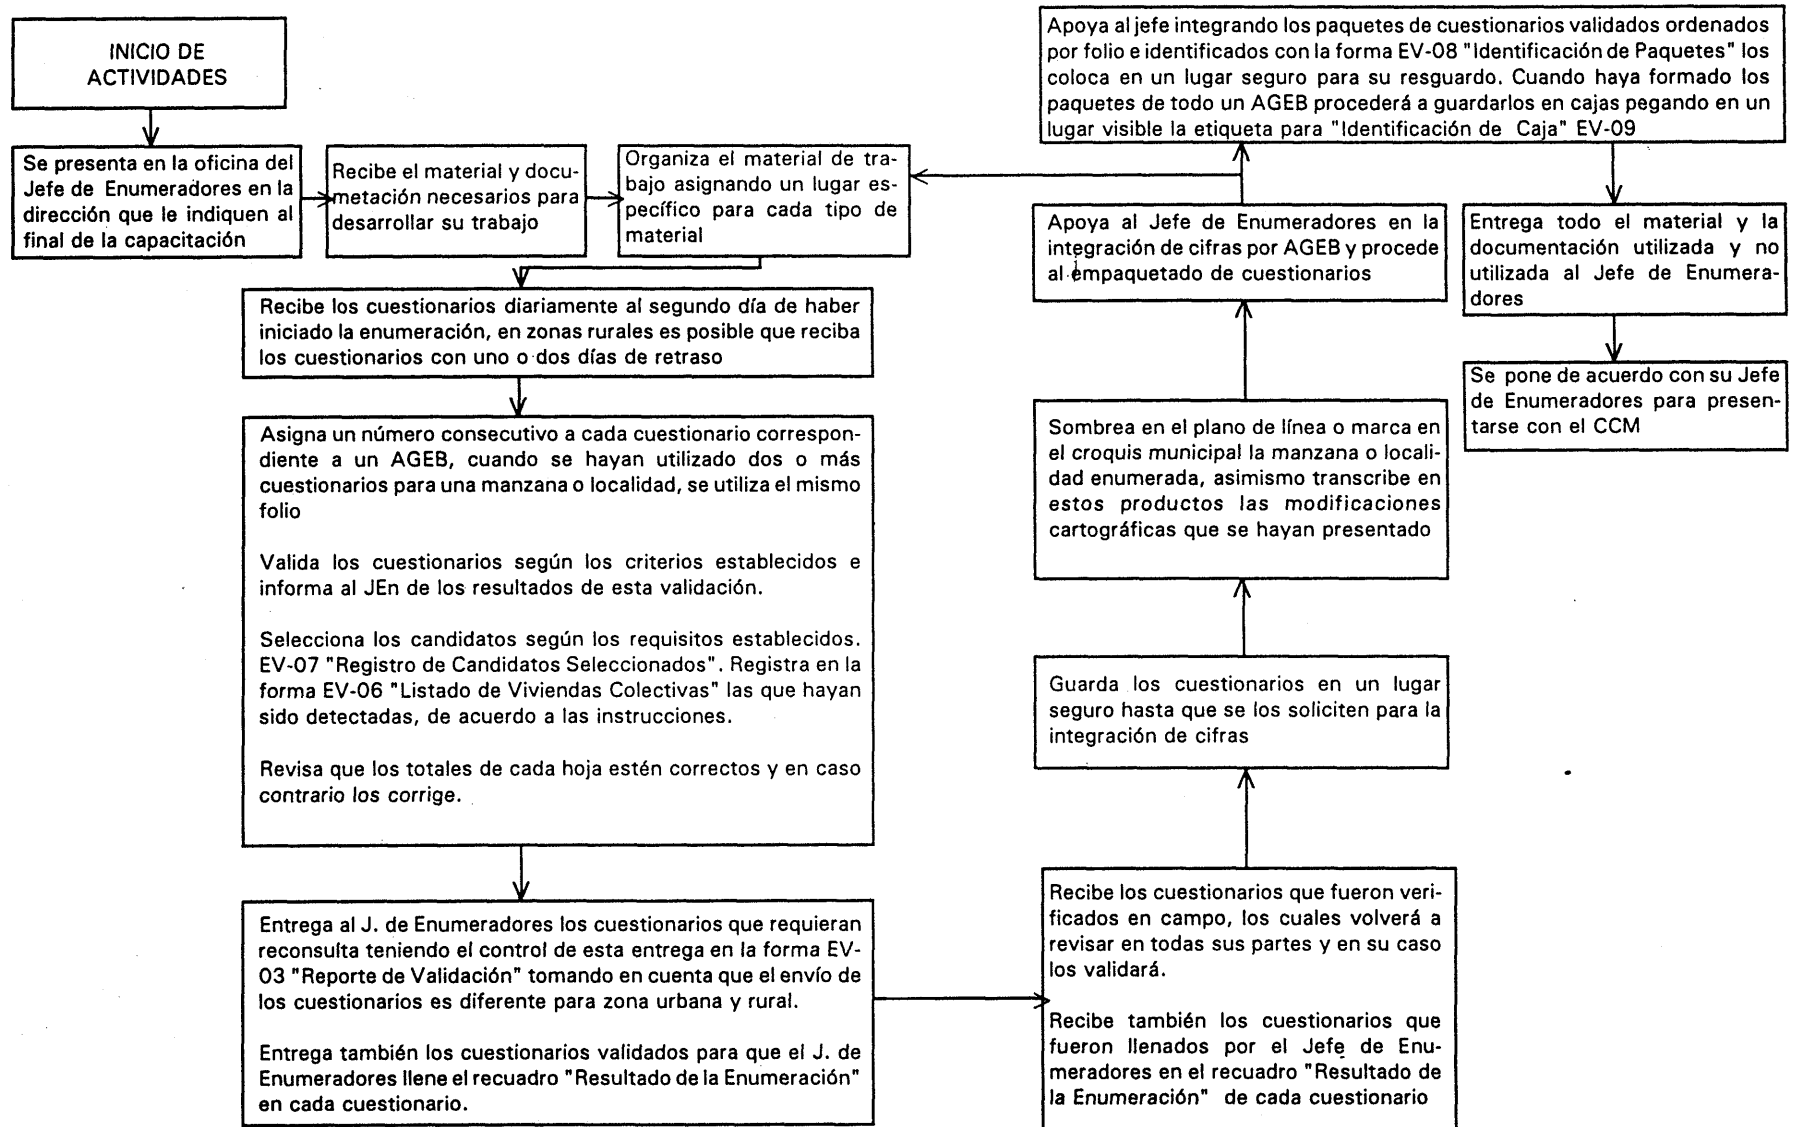 INICIO DE
ACTIVIDADES
Se presenta en la oficina del
Jefe de Enumeradores en la
dirección que le indiquen al
final de la capacitación
Recibe el material y docu-
metación necesarios para
desarrollar su trabajo
Organiza el material de tra-
bajo asignando un lugar es-
pecífico para cada tipo de
material
Recibe los cuestionarios diariamente al segundo día de haber
iniciado la enumeración, en zonas rurales es posible que reciba
los cuestionarios con uno o dos días de retraso
Asigna un número consecutivo a cada cuestionario correspon-
diente a un AGEB, cuando se hayan utilizado dos o más
cuestionarios para una manzana o localidad, se utiliza el mismo
folio
Valida los cuestionarios según los criterios establecidos e
informa al JEn de los resultados de esta validación.
Selecciona los candidatos según los requisitos establecidos.
EV-07 "Registro de Candidatos Seleccionados". Registra en la
forma EV-06 "Listado de Viviendas Colectivas" las que hayan
sido detectadas, de acuerdo a las instrucciones.
Revisa que los totales de cada hoja estén correctos y en caso
contrario los corrige.
Entrega al J. de Enumeradores los cuestionarios que requieran
reconsulta teniendo el control de esta entrega en la forma EV-
03 "Reporte de Validación" tomando en cuenta que el envío de
los cuestionarios es diferente para zona urbana y rural.
Entrega también los cuestionarios validados para que el J. de
Enumeradores llene el recuadro "Resultado de la Enumeración"
en cada cuestionario.
Recibe los cuestionarios que fueron veri-
ficados en campo, los cuales volverá a
revisar en todas sus partes y en su caso
los validará.
Recibe también los cuestionarios que
fueron llenados por el Jefe de Enu-
meradores en el recuadro "Resultado de
la Enumeración" de cada cuestionario
Guarda los cuestionarios en un lugar
seguro hasta que se los soliciten para la
integración de cifras
Sombrea en el plano de línea o marca en
el croquis municipal la manzana o locali-
dad enumerada, asimismo transcribe en
estos productos las modificaciones
cartográficas que se hayan presentado
Apoya al Jefe de Enumeradores en la
integración de cifras por AGEB y procede
al empaquetado de cuestionarios
Apoya al jefe integrando los paquetes de cuestionarios validados ordenados
por folio e identificados con la forma EV-08 "Identificación de Paquetes" los
coloca en un lugar seguro para su resguardo. Cuando haya formado los
paquetes de todo un AGEB procederá a guardarlos en cajas pegando en un
lugar visible la etiqueta para "Identificación de Caja" EV-09
Entrega todo el material y la
documentación utilizada y no
utilizada al Jefe de Enumera-
dores
Se pone de acuerdo con su Jefe
de Enumeradores para presen-
tarse con el CCM